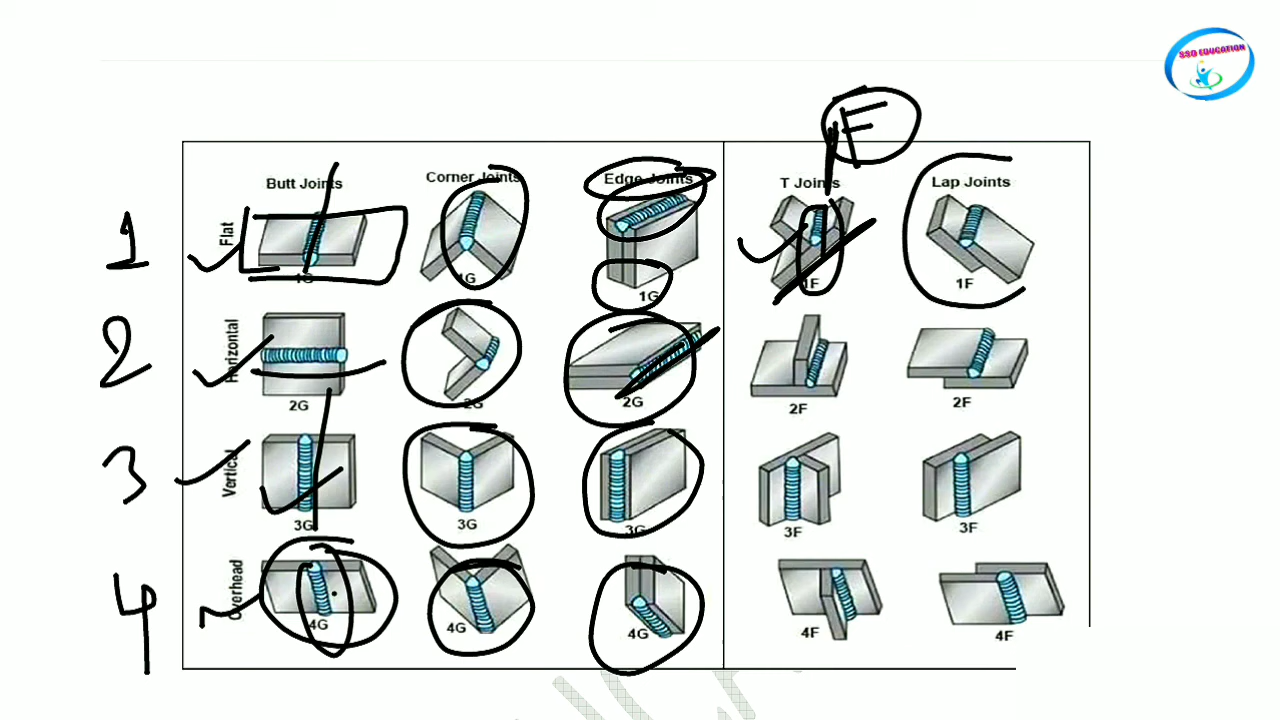 SSD EDUCATION
F
Butt Joints Corner Joints Edge Joints T Joints Lap Joints
1 Flat 1G 1G 1G 1F 1F
2 Horizontal 2G 2G 2G 2F 2F
3 Vertical 3G 3G 3G 3F 3F
4 Overhead 4G 4G 4G 4F 4F